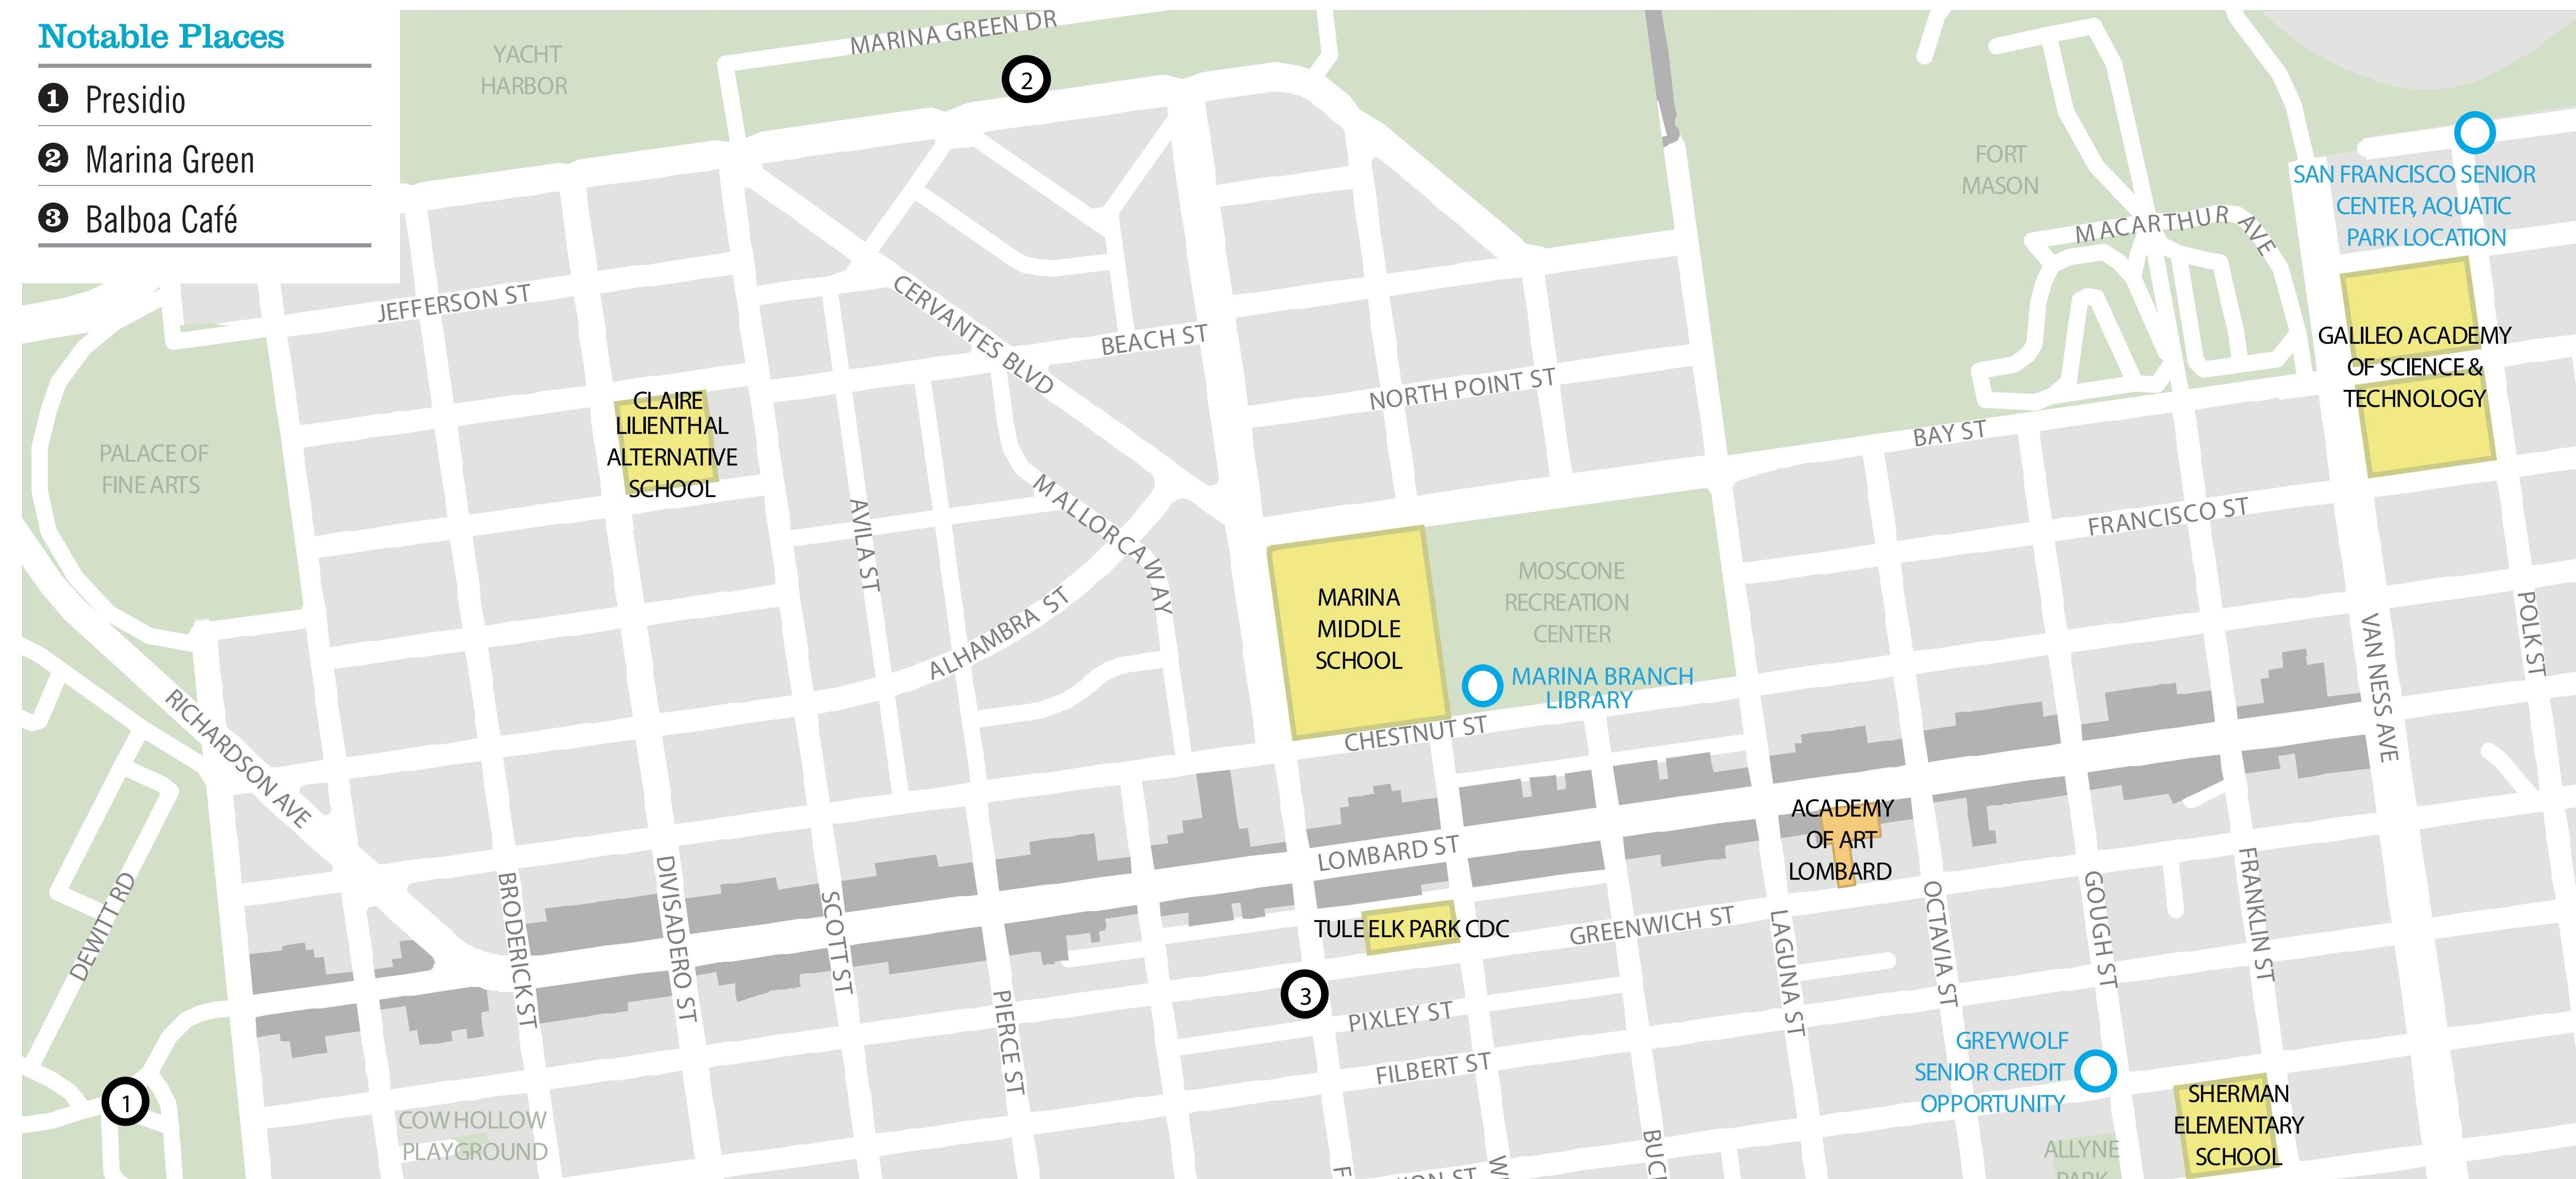 Notable Places
1 Presidio
2 Marina Green
3 Balboa Café
YACHT
HARBOR
MARINA GREEN DR
2
FORT
MASON
SAN FRANCISCO SENIOR
CENTER, AQUATIC
PARK LOCATION
MACARTHUR AVE
JEFFERSON ST
CERVANTES BLVD
BEACH ST
NORTH POINT ST
GALILEO ACADEMY
OF SCIENCE &
TECHNOLOGY
CLAIRE
LILIENTHAL
ALTERNATIVE
SCHOOL
PALACE OF
FINE ARTS
BAY ST
AVILA ST
MALLORCA WAY
FRANCISCO ST
MARINA
MIDDLE
SCHOOL
MOSCONE
RECREATION
CENTER
ALHAMBRA ST
POLK ST
VAN NESS AVE
MARINA BRANCH
LIBRARY
RICHARDSON AVE
CHESTNUT ST
LOMBARD ST
ACADEMY
OF ART
LOMBARD
DEWITT RD
BRODERICK ST
DIVISADERO ST
SCOTT ST
TULE ELK PARK CDC
GREENWICH ST
LAGUNA ST
OCTAVIA ST
GOUGH ST
FRANKLIN ST
3
PIERCE ST
PIXLEY ST
FILBERT ST
GREYWOLF
SENIOR CREDIT
OPPORTUNITY
1
COW HOLLOW
PLAYGROUND
SHERMAN
ELEMENTARY
SCHOOL
ALLYNE
PARK